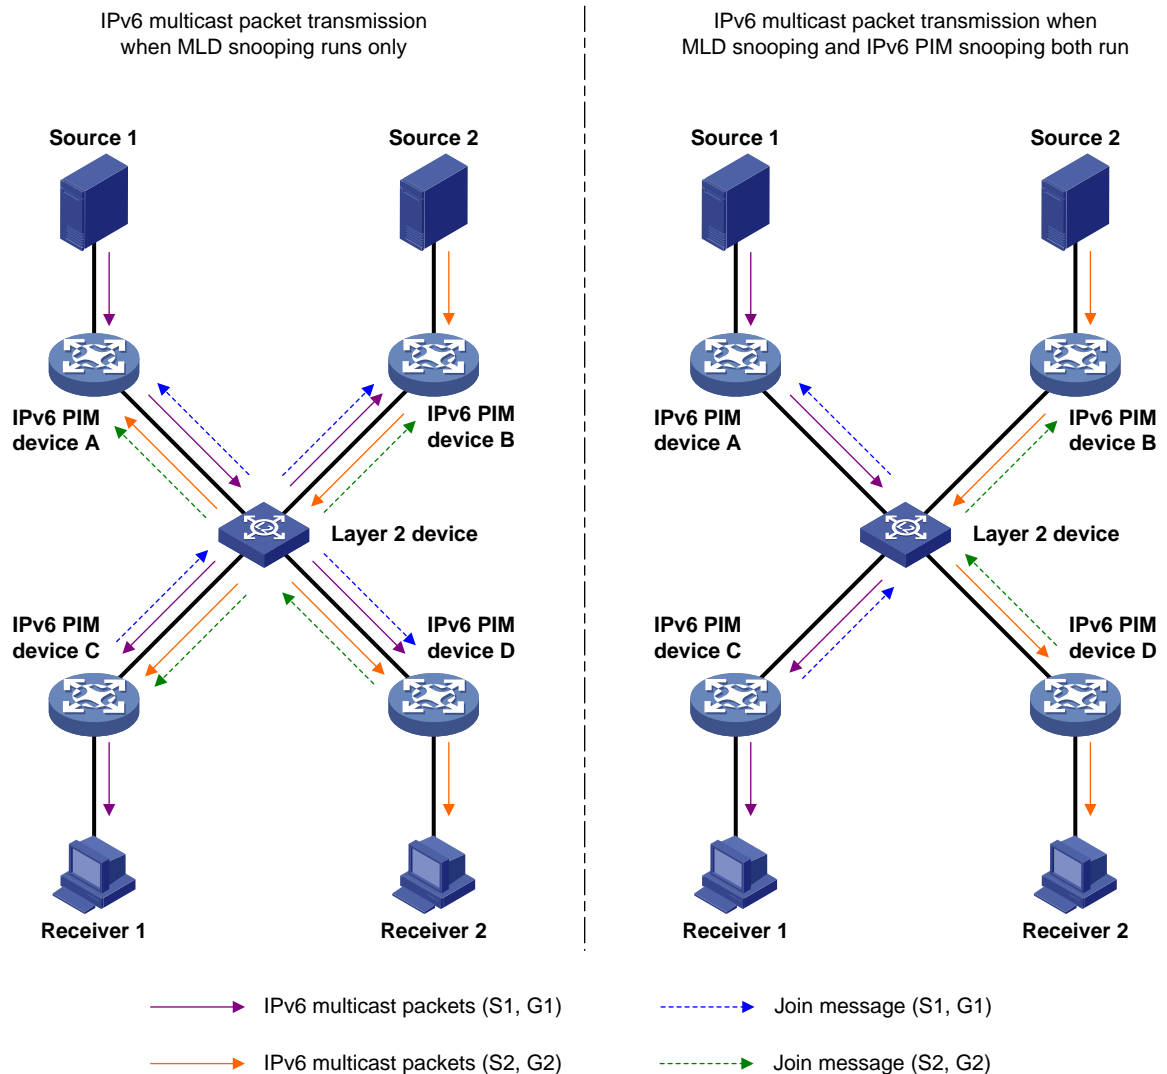 IPv6 multicast packet transmission
when MLD snooping runs only
IPv6 multicast packet transmission when
MLD snooping and IPv6 PIM snooping both run
Source 1
Source 2
IPv6 PIM
device A
IPv6 PIM
device B
Layer 2 device
IPv6 PIM
device C
IPv6 PIM
device D
Receiver 1
Receiver 2
Source 1
Source 2
IPv6 PIM
device A
IPv6 PIM
device B
Layer 2 device
IPv6 PIM
device C
IPv6 PIM
device D
Receiver 1
Receiver 2
IPv6 multicast packets (S1, G1)
Join message (S1, G1)
IPv6 multicast packets (S2, G2)
Join message (S2, G2)